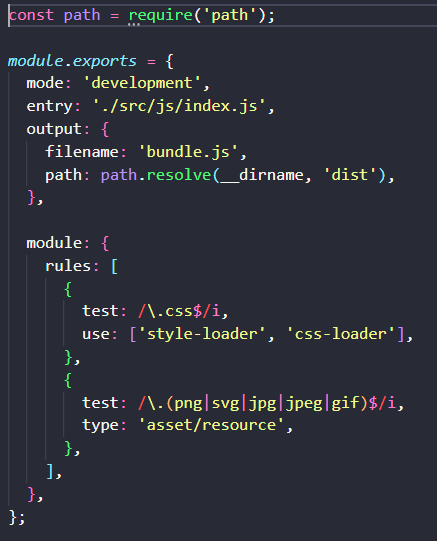 const path = require('path');
module.exports = {
  mode: 'development',
  entry: './src/js/index.js',
  output: {
    filename: 'bundle.js',
    path: path.resolve(__dirname, 'dist'),
  },
  module: {
    rules: [
      {
        test: /\.css$/i,
        use: ['style-loader', 'css-loader'],
      },
      {
        test: /\.(png|svg|jpg|jpeg|gif)$/i,
        type: 'asset/resource',
      },
    ],
  },
};